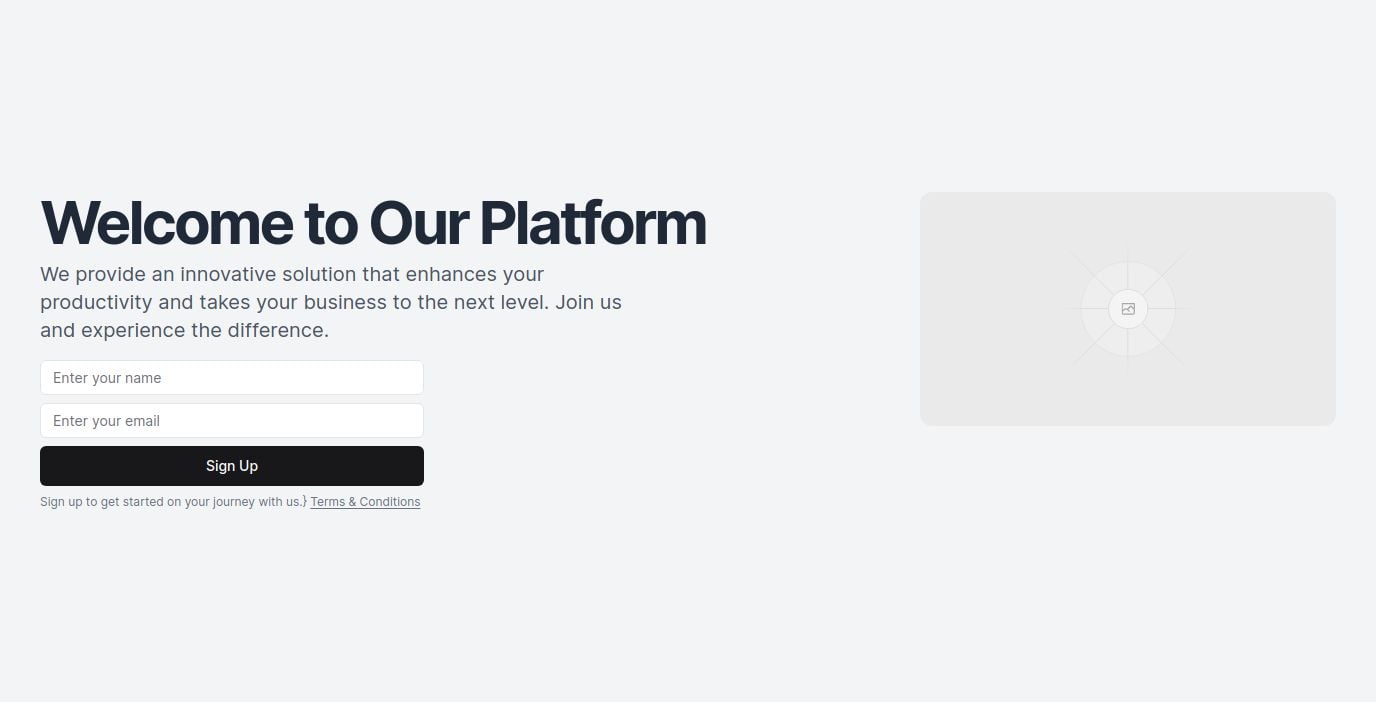 Welcome to Our Platform
We provide an innovative solution that enhances your
productivity and takes your business to the next level. Join us
and experience the difference.
Enter your name
Enter your email
Sign Up
Sign up to get started on your journey with us.} Terms & Conditions